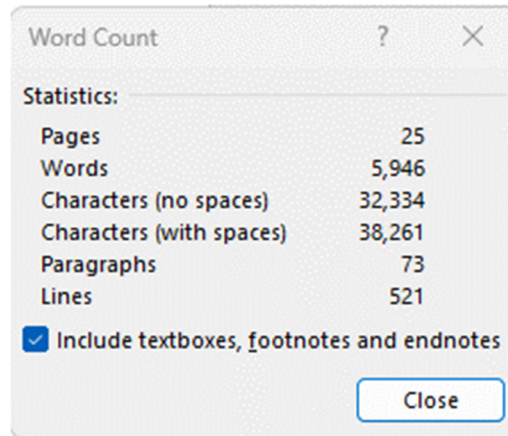 Word Count ? ×
Statistics:
Pages 25
Words 5,946
Characters (no spaces) 32,334
Characters (with spaces) 38,261
Paragraphs 73
Lines 521
Include textboxes, footnotes and endnotes
Close